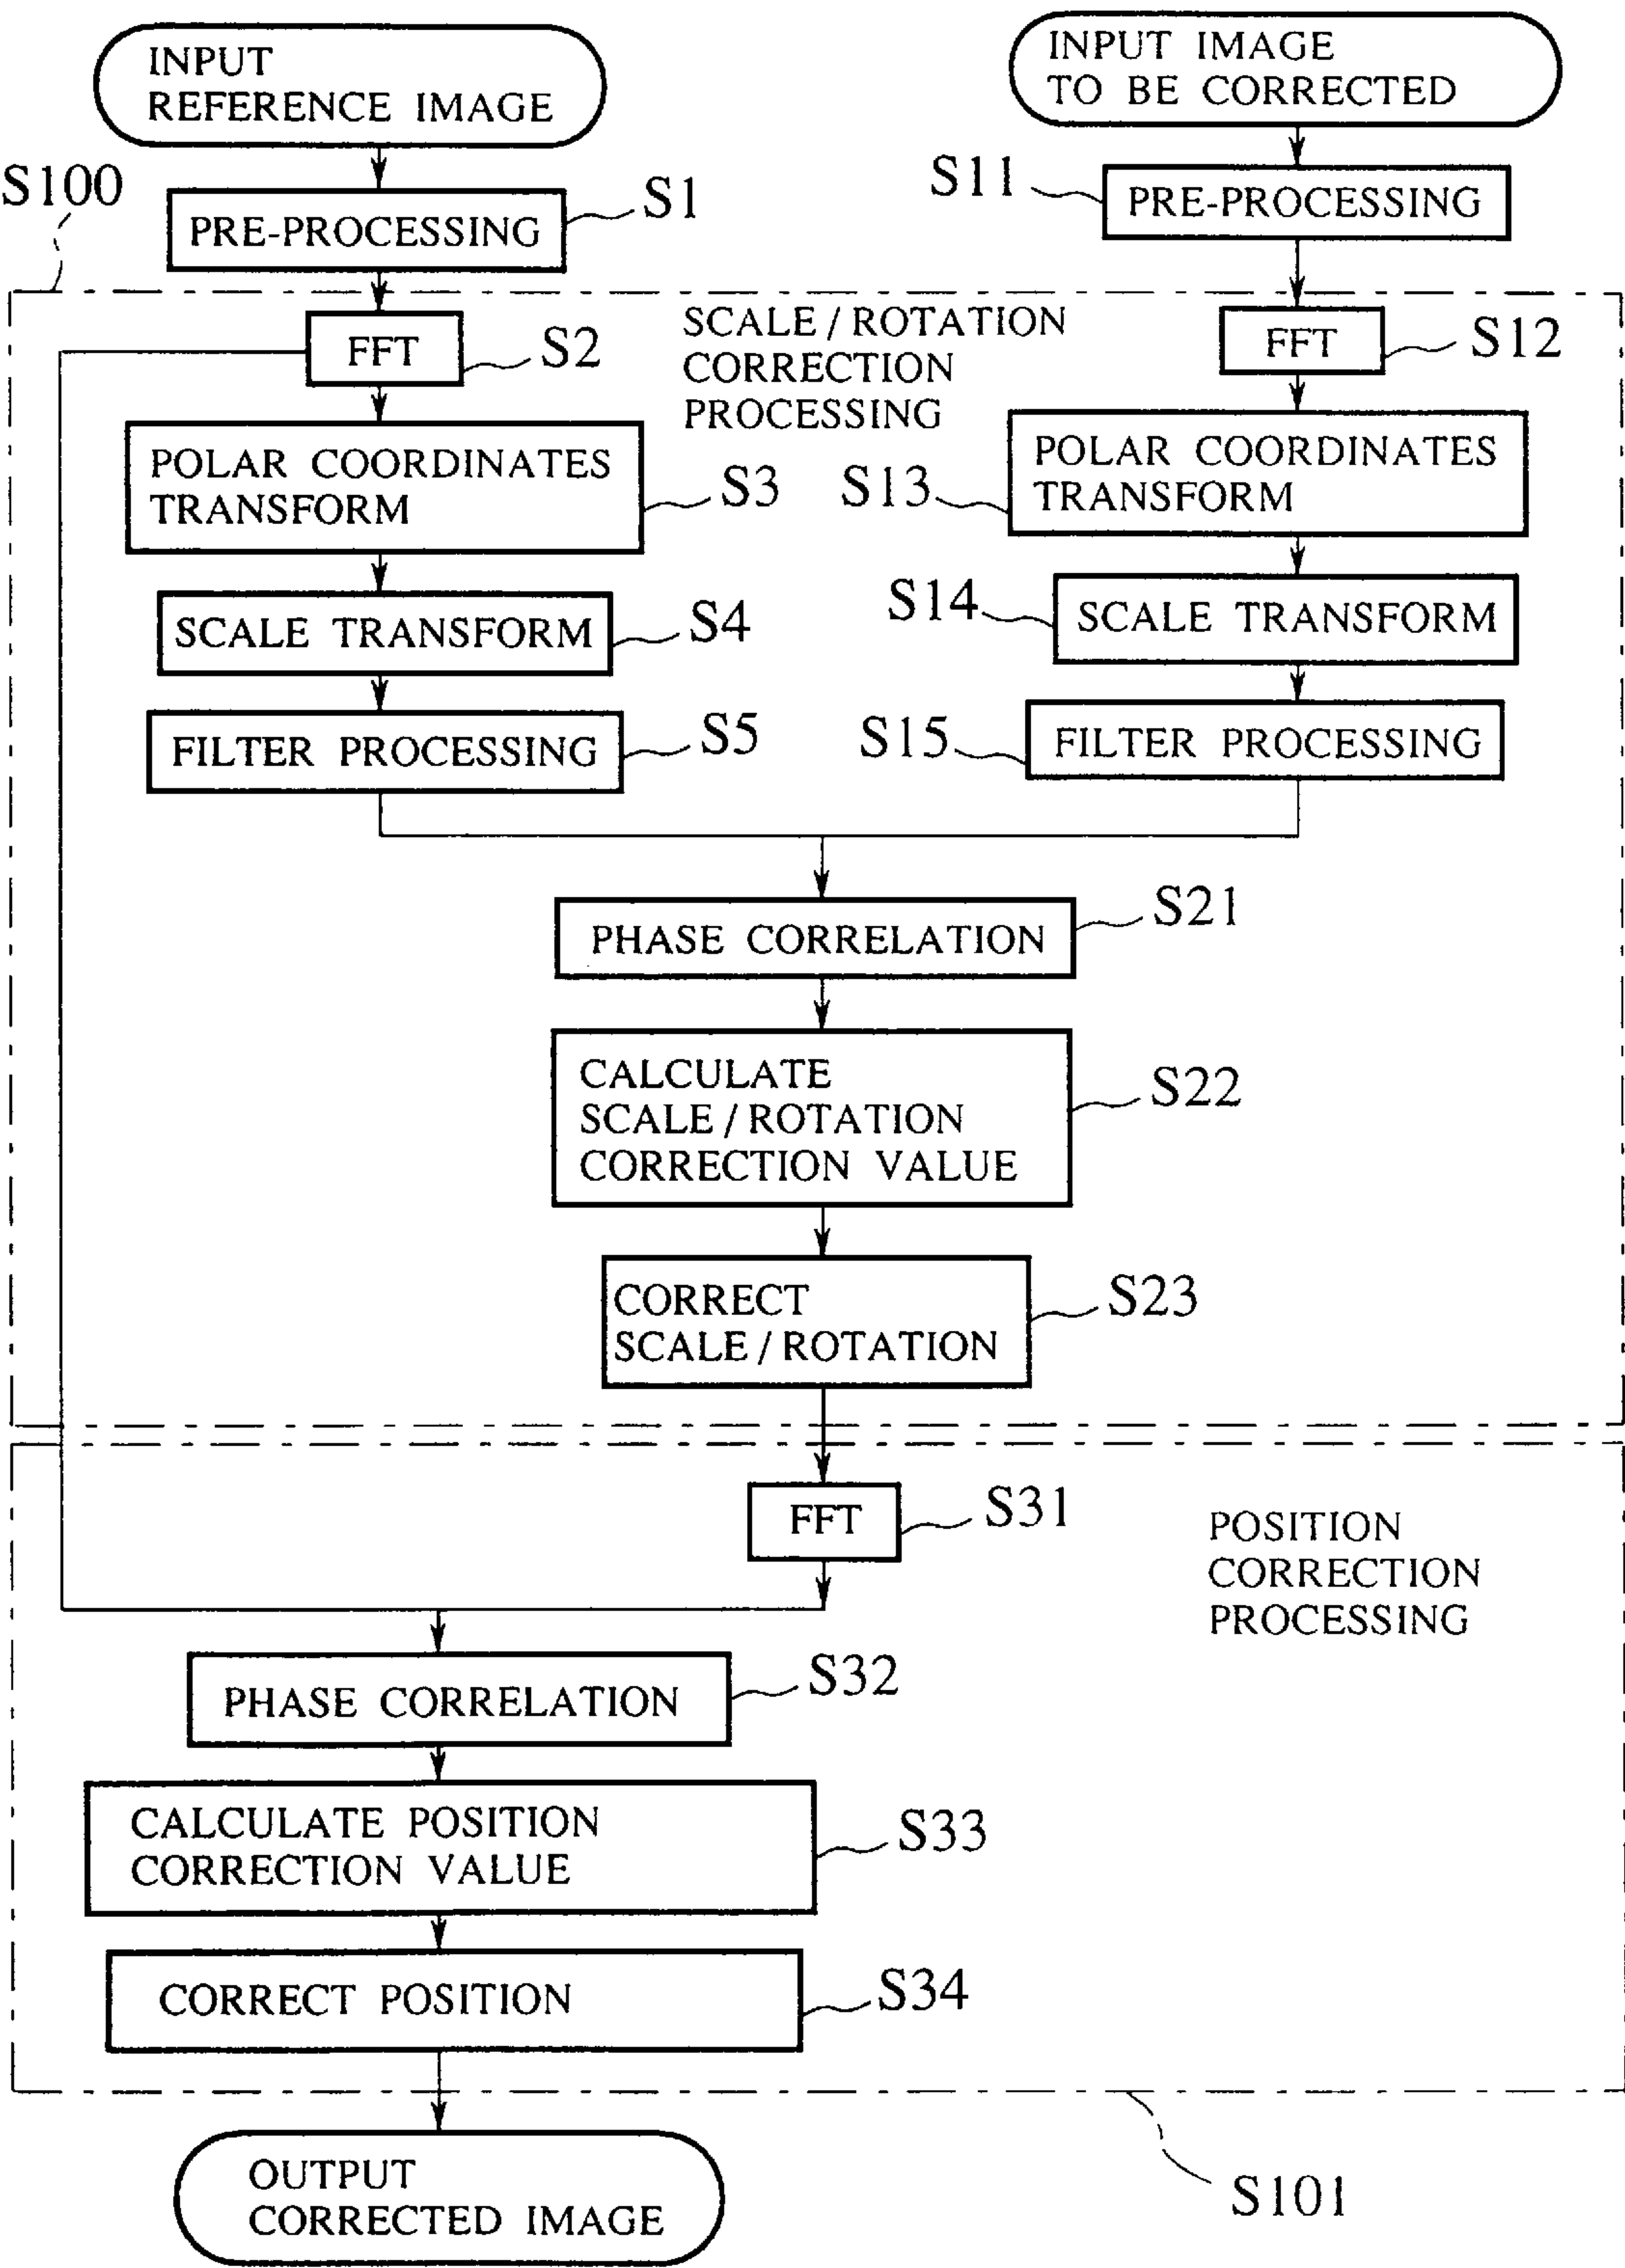 INPUT
REFERENCE IMAGE
INPUT IMAGE
TO BE CORRECTED
S100
PRE-PROCESSING
S1
S11
PRE-PROCESSING
FFT
S2
SCALE / ROTATION
CORRECTION
PROCESSING
FFT
S12
POLAR COORDINATES
TRANSFORM
S3
S13
POLAR COORDINATES
TRANSFORM
SCALE TRANSFORM
S4
S14
SCALE TRANSFORM
FILTER PROCESSING
S5
S15
FILTER PROCESSING
PHASE CORRELATION
S21
CALCULATE
SCALE / ROTATION
CORRECTION VALUE
S22
CORRECT
SCALE / ROTATION
S23
FFT
S31
POSITION
CORRECTION
PROCESSING
PHASE CORRELATION
S32
CALCULATE POSITION
CORRECTION VALUE
S33
CORRECT POSITION
S34
OUTPUT
CORRECTED IMAGE
S101